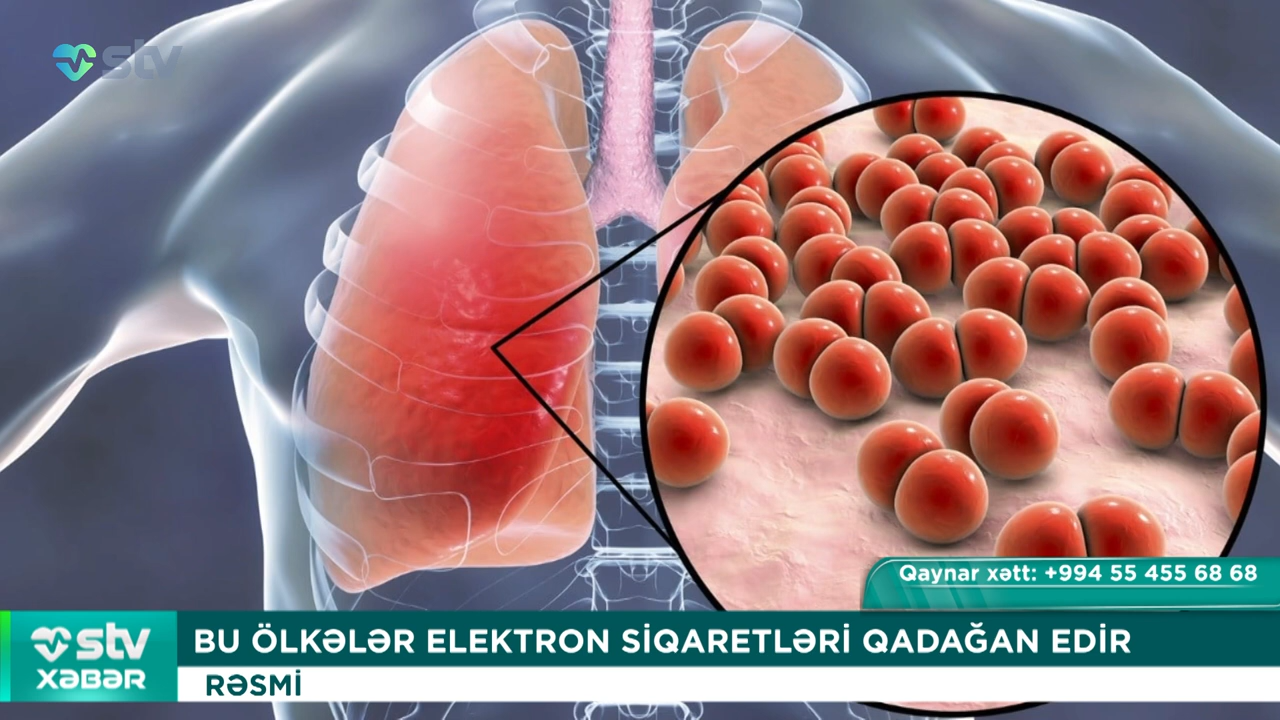 stv
Qaynar xətt: +994 55 455 68 68
stv
XƏBƏR
BU ÖLKƏLƏR ELEKTRON SİQARETLƏRİ QADAĞAN EDİR
RƏSMİ